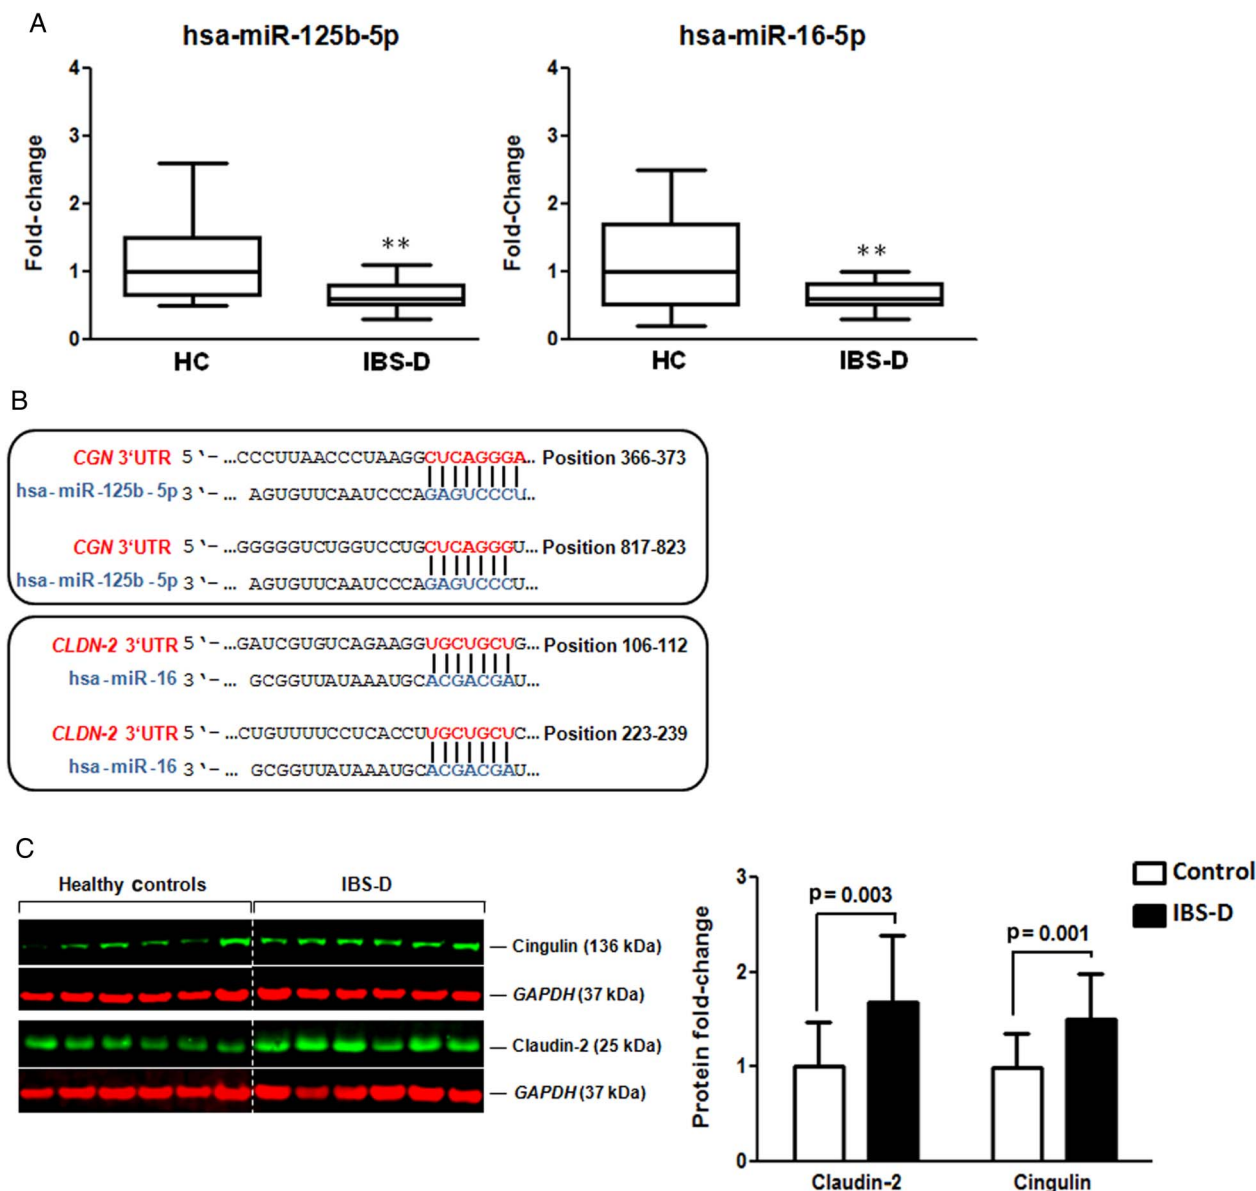 A
hsa-miR-125b-5p
hsa-miR-16-5p
Fold-change
4
3
2
1
0
**
HC
IBS-D
Fold-Change
4
3
2
1
0
**
HC
IBS-D
B
CGN 3'UTR 5‵-...CCCUUAACCCUAAGGCUCAGGGA.. Position 366-373
hsa-miR-125b-5p 3‵-... AGUGUUCAAUCCCAGAGUCCCU..
CGN 3'UTR 5‵-...GGGGGUCUGGUCCUGCUCAGGGU... Position 817-823
hsa-miR-125b-5p 3‵-... AGUGUUCAAUCCCAGAGUCCCU...
CLDN-2 3'UTR 5‵-...GAUCGUGUCAGAAGGUGCUGCUG... Position 106-112
hsa-miR-16 3‵-... GCGGUUAUAAAUGCACGACGAU...
CLDN-2 3'UTR 5‵-...CUGUUUUCCUCACCUUGCUGCUC... Position 223-239
hsa-miR-16 3‵-... GCGGUUAUAAAUGCACGACGAU...
C
Healthy controls
IBS-D
Cingulin (136 kDa)
GAPDH (37 kDa)
Claudin-2 (25 kDa)
GAPDH (37 kDa)
Protein fold-change
3
2
1
0
p= 0.003
p= 0.001
Control
IBS-D
Claudin-2
Cingulin